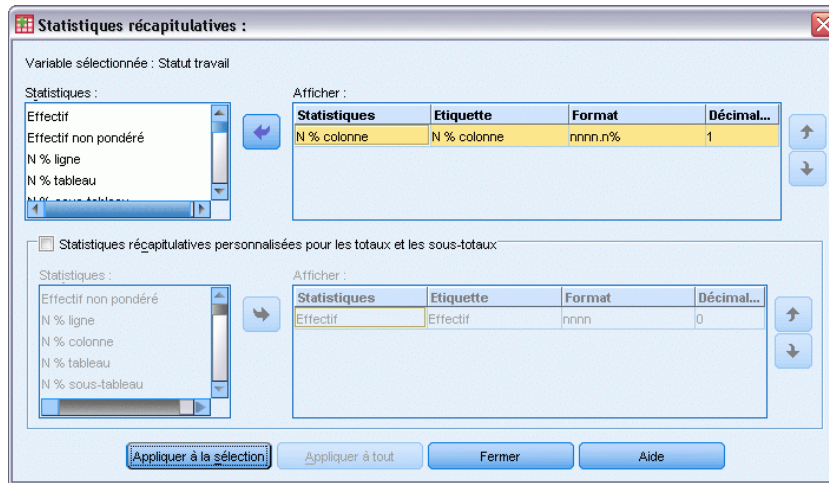 Statistiques récapitulatives :
Variable sélectionnée : Statut travail
Statistiques :
Effectif
Effectif non pondéré
N % ligne
N % tableau
N % sous-tableau
Afficher :
Statistiques Etiquette Format Décimal...
N % colonne N % colonne nnnn.n% 1
Statistiques récapitulatives personnalisées pour les totaux et les sous-totaux
Statistiques :
Effectif non pondéré
N % ligne
N % colonne
N % tableau
N % sous-tableau
Afficher :
Statistiques Etiquette Format Décimal...
Effectif Effectif nnnn 0
Appliquer à la sélection Appliquer à tout Fermer Aide